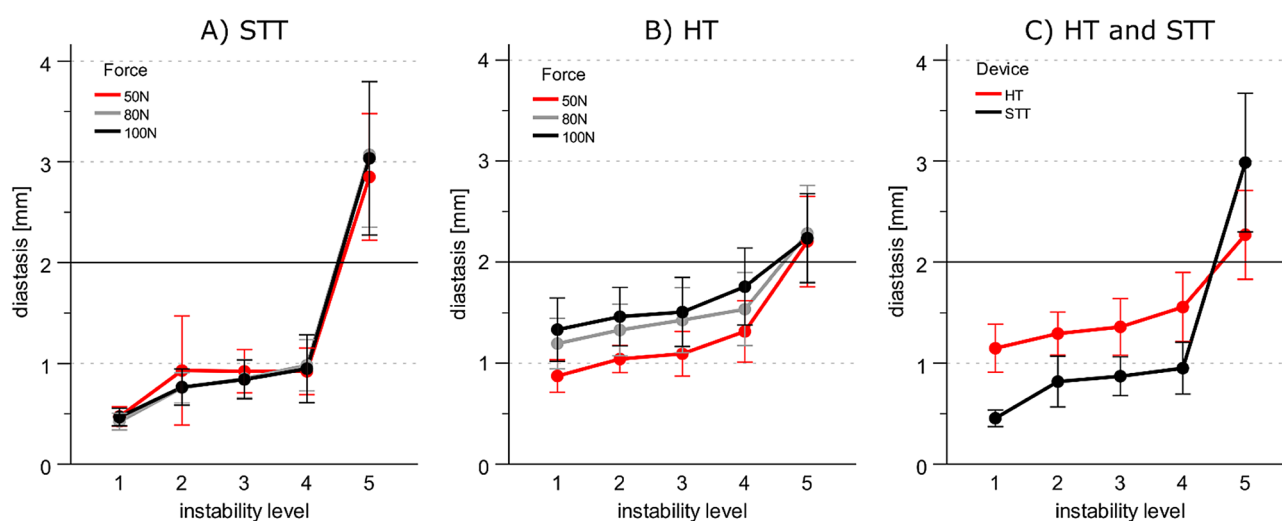 A) STT
Force
50N
80N
100N
4
3
2
1
0
diastasis [mm]
1 2 3 4 5
instability level
B) HT
Force
50N
80N
100N
4
3
2
1
0
diastasis [mm]
1 2 3 4 5
instability level
C) HT and STT
Device
HT
STT
4
3
2
1
0
diastasis [mm]
1 2 3 4 5
instability level